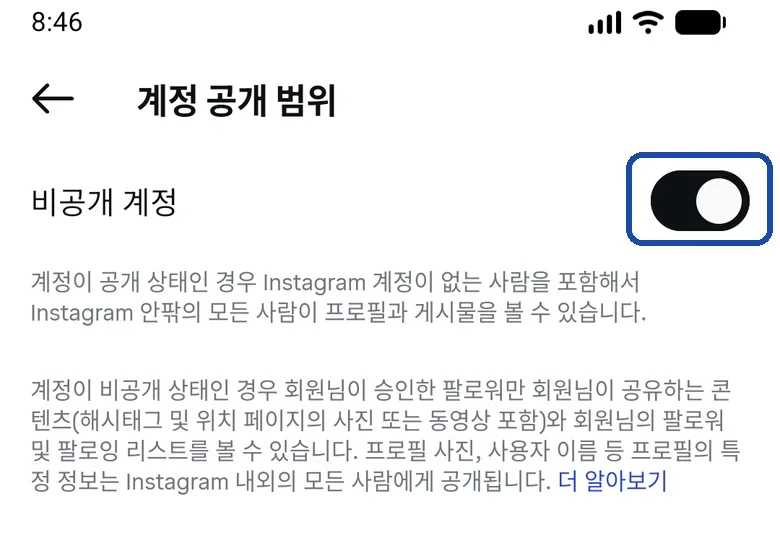 8:46
계정 공개 범위
비공개 계정
계정이 공개 상태인 경우 Instagram 계정이 없는 사람을 포함해서
Instagram 안팎의 모든 사람이 프로필과 게시물을 볼 수 있습니다.
계정이 비공개 상태인 경우 회원님이 승인한 팔로워만 회원님이 공유하는 콘
텐츠(해시태그 및 위치 페이지의 사진 또는 동영상 포함)와 회원님의 팔로워
및 팔로잉 리스트를 볼 수 있습니다. 프로필 사진, 사용자 이름 등 프로필의 특
정 정보는 Instagram 내외의 모든 사람에게 공개됩니다. 더 알아보기